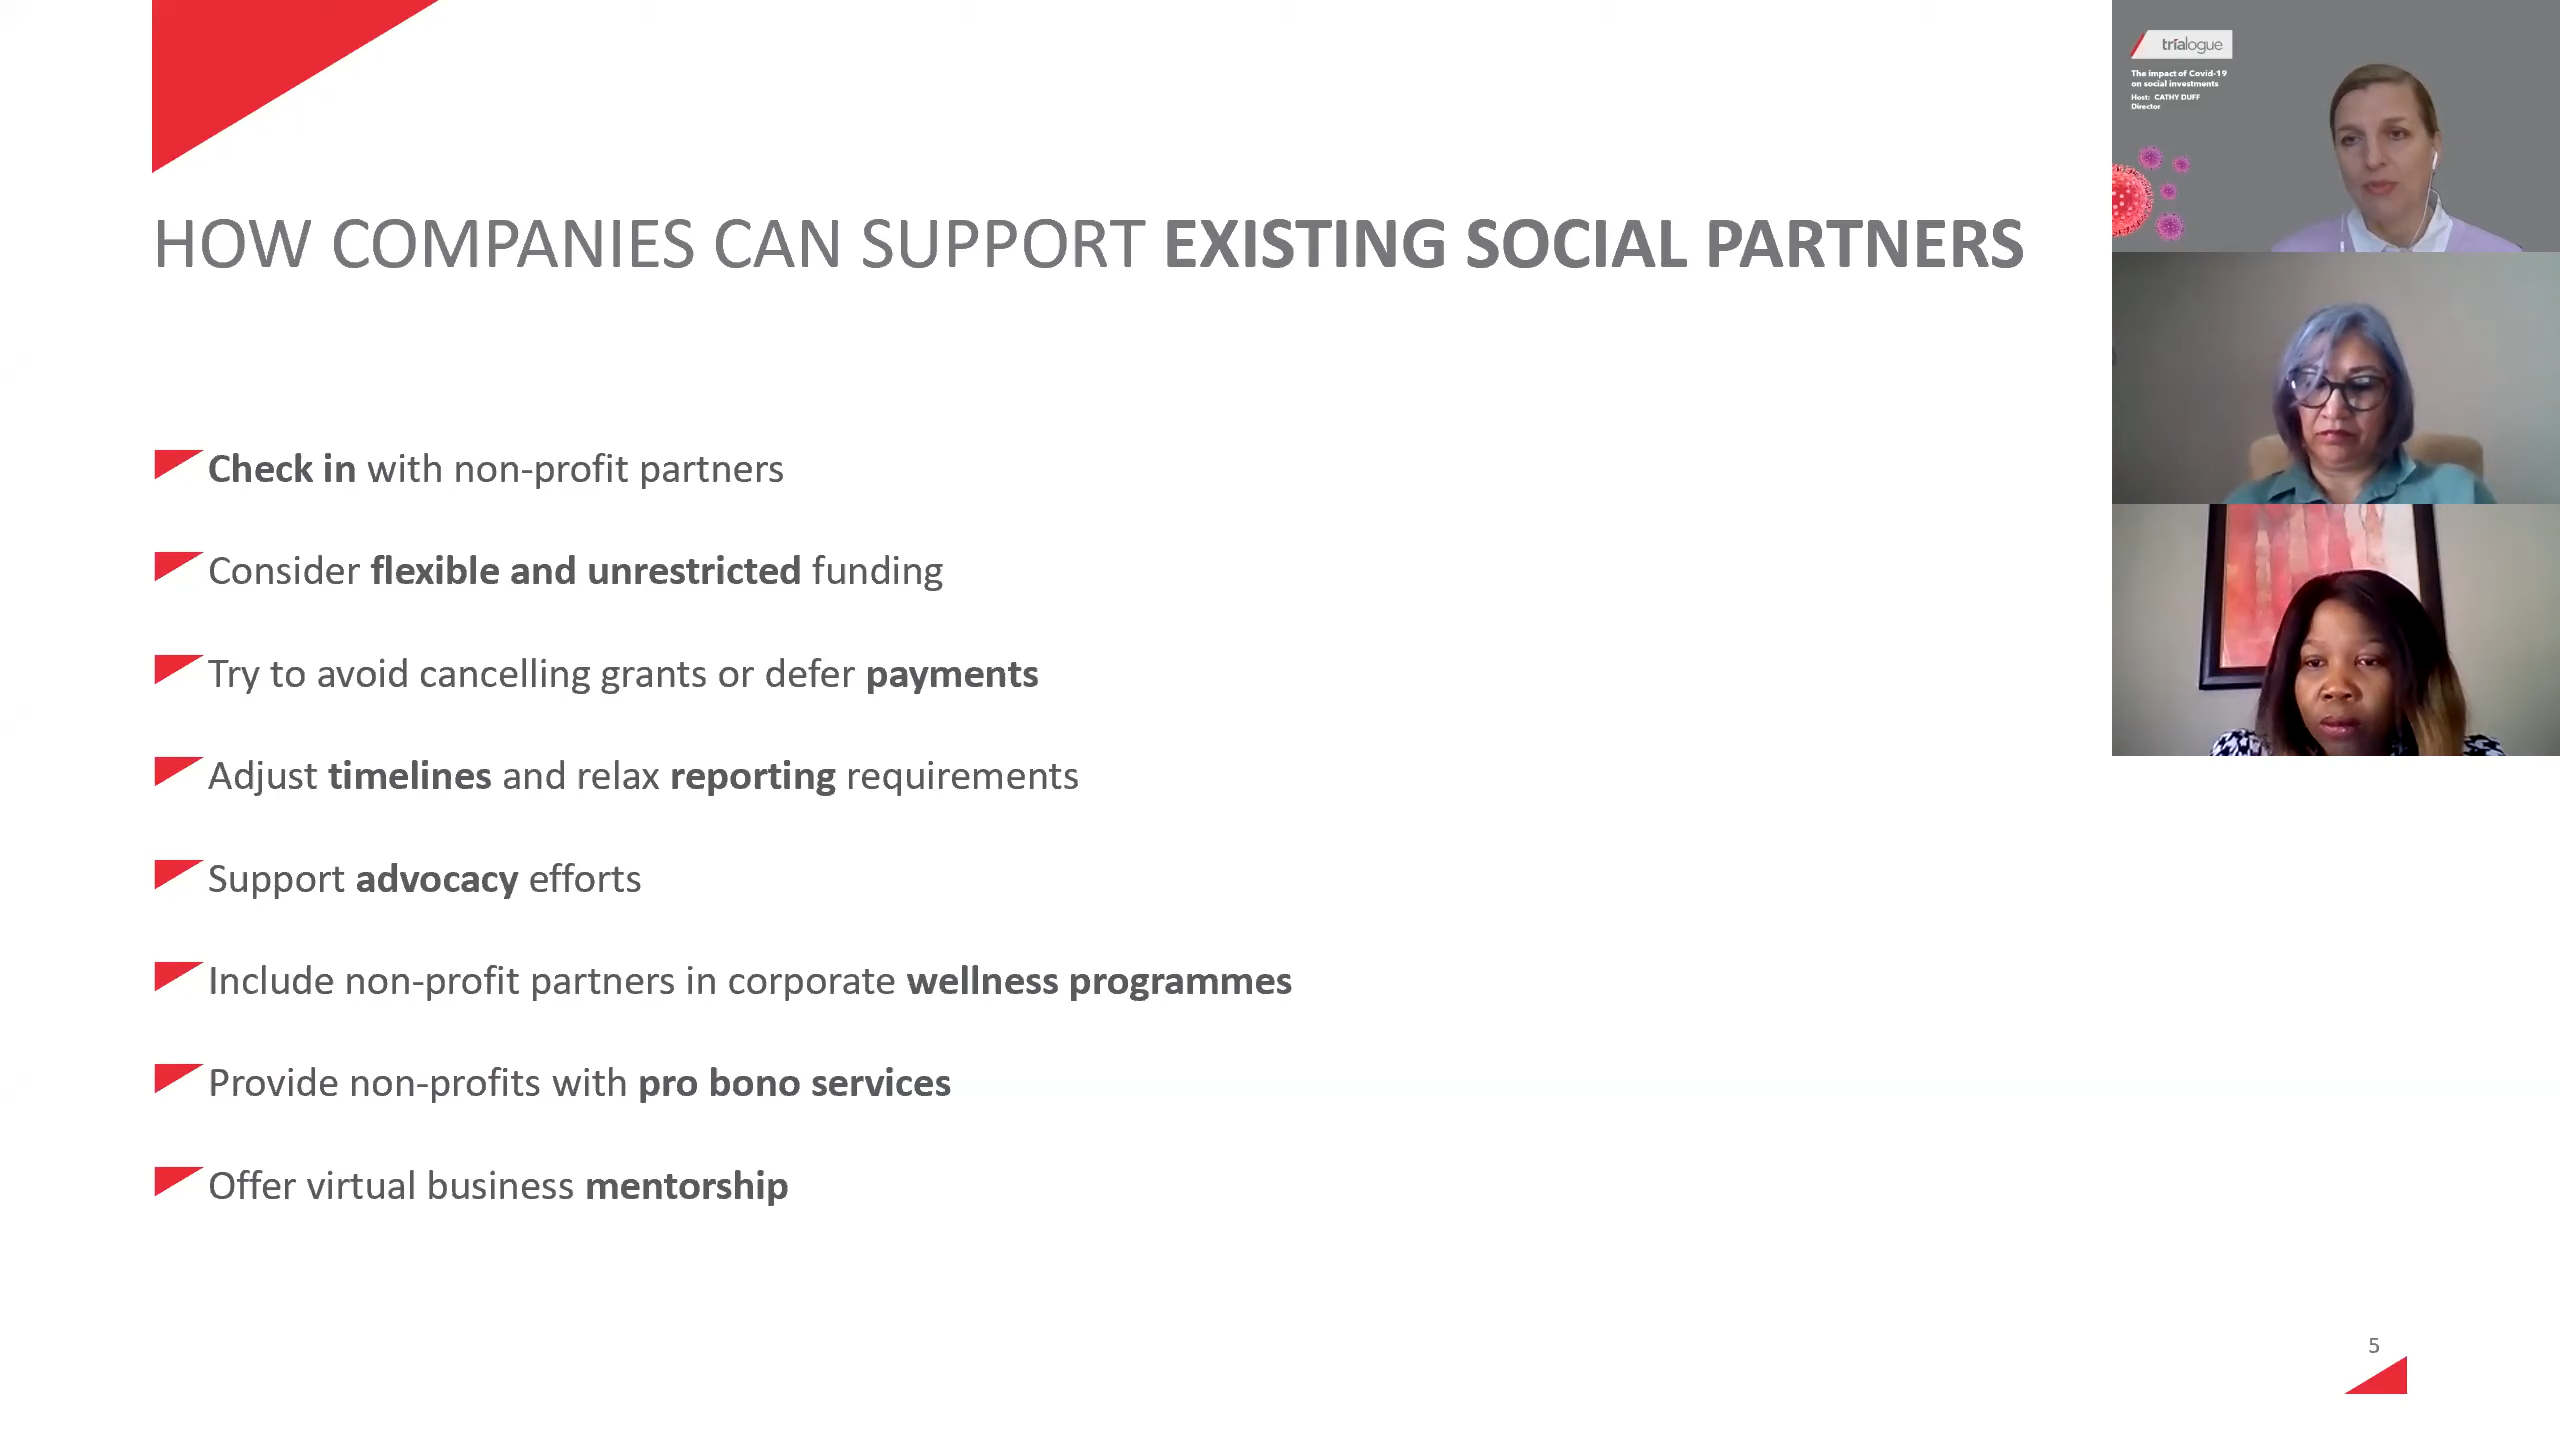 HOW COMPANIES CAN SUPPORT EXISTING SOCIAL PARTNERS
Check in with non-profit partners
Consider flexible and unrestricted funding
Try to avoid cancelling grants or defer payments
Adjust timelines and relax reporting requirements
Support advocacy efforts
Include non-profit partners in corporate wellness programmes
Provide non-profits with pro bono services
Offer virtual business mentorship
5
trialogue
The impact of Covid-19
on social investments
Host: CATHY DUFF
Director